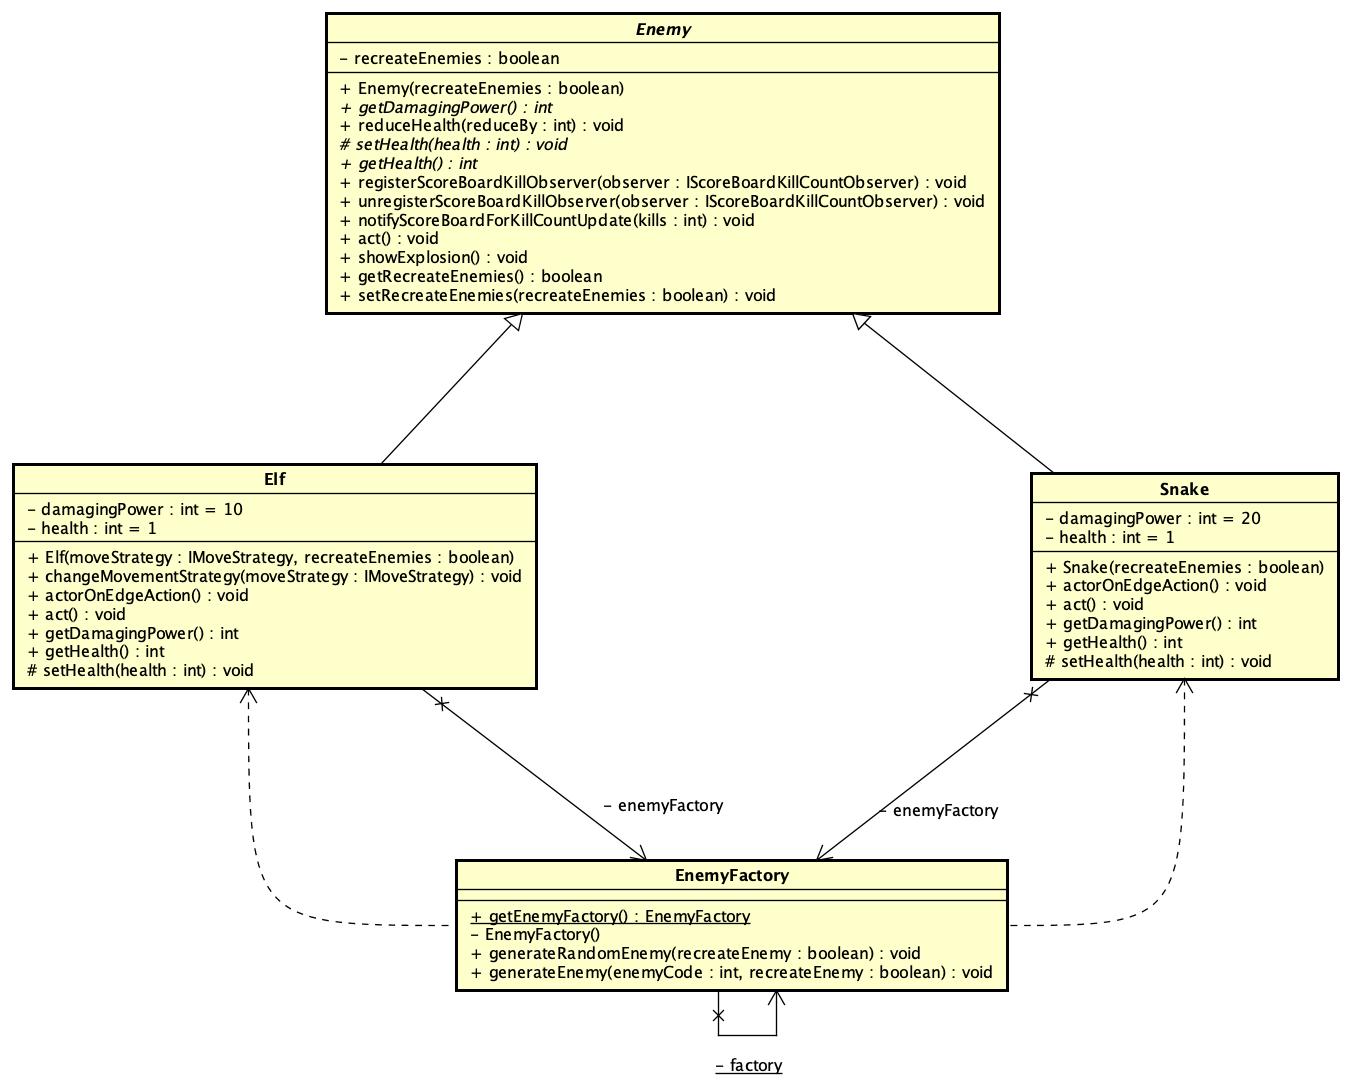 Enemy
– recreateEnemies : boolean
+ Enemy(recreateEnemies : boolean)
+ getDamagingPower() : int
+ reduceHealth(reduceBy : int) : void
# setHealth(health : int) : void
+ getHealth() : int
+ registerScoreBoardKillObserver(observer : IScoreBoardKillCountObserver) : void
+ unregisterScoreBoardKillObserver(observer : IScoreBoardKillCountObserver) : void
+ notifyScoreBoardForKillCountUpdate(kills : int) : void
+ act() : void
+ showExplosion() : void
+ getRecreateEnemies() : boolean
+ setRecreateEnemies(recreateEnemies : boolean) : void
Elf
– damagingPower : int = 10
– health : int = 1
+ Elf(moveStrategy : IMoveStrategy, recreateEnemies : boolean)
+ changeMovementStrategy(moveStrategy : IMoveStrategy) : void
+ actorOnEdgeAction() : void
+ act() : void
+ getDamagingPower() : int
+ getHealth() : int
# setHealth(health : int) : void
Snake
– damagingPower : int = 20
– health : int = 1
+ Snake(recreateEnemies : boolean)
+ actorOnEdgeAction() : void
+ act() : void
+ getDamagingPower() : int
+ getHealth() : int
# setHealth(health : int) : void
– enemyFactory
– enemyFactory
EnemyFactory
+ getEnemyFactory() : EnemyFactory
– EnemyFactory()
+ generateRandomEnemy(recreateEnemy : boolean) : void
+ generateEnemy(enemyCode : int, recreateEnemy : boolean) : void
– factory